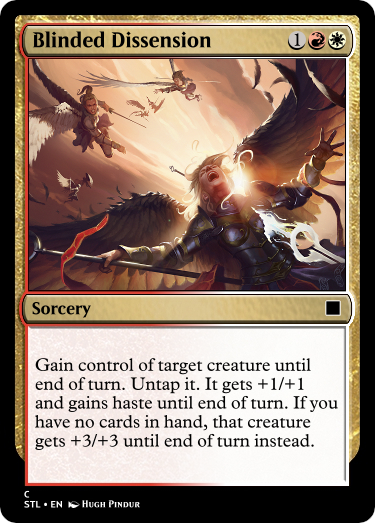 Blinded Dissension 1
Sorcery
Gain control of target creature until
end of turn. Untap it. It gets +1/+1
and gains haste until end of turn. If you
have no cards in hand, that creature
gets +3/+3 until end of turn instead.
C
STL • EN Hugh Pindur